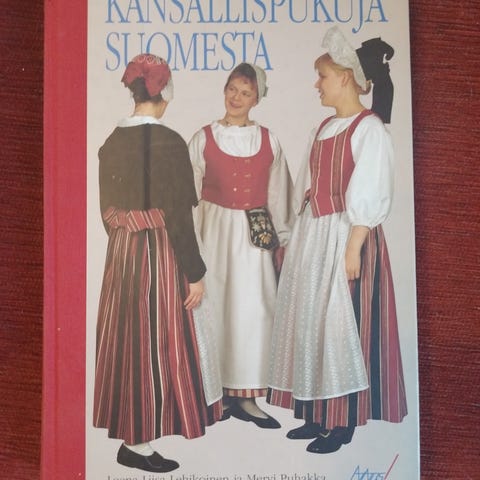 KANSALLISPUKUJA
SUOMESTA
Leena-Liisa Lehikoinen ja Mervi Puhakka